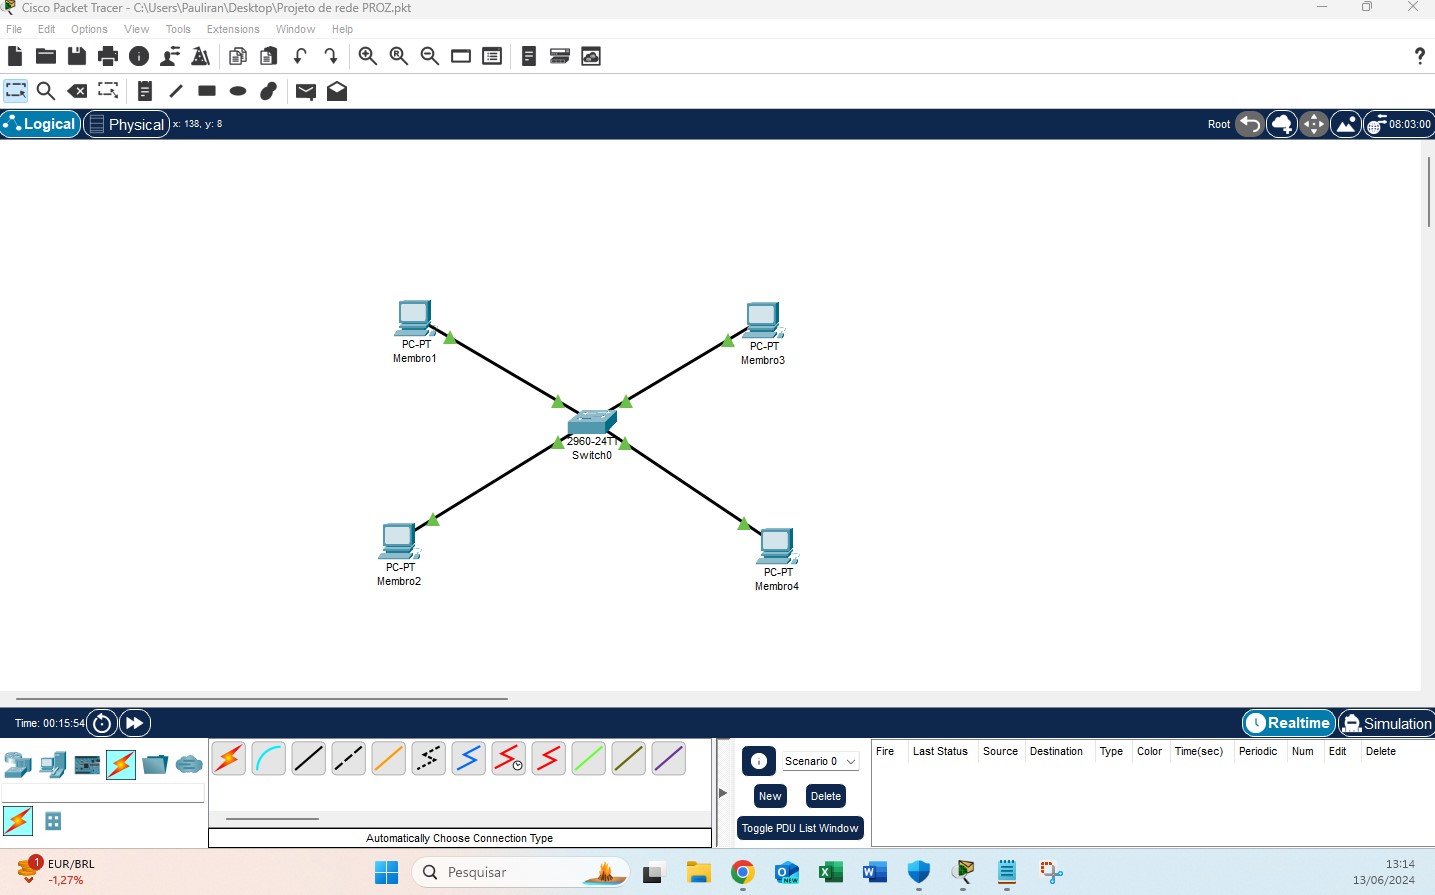 Cisco Packet Tracer - C:\Users\Pauliran\Desktop\Projeto de rede PROZ.pkt
File Edit Options View Tools Extensions Window Help
Logical Physical x: 138, y: 8 Root 08:03:00
PC-PT
Membro1
PC-PT
Membro3
2960-24TT
Switch0
PC-PT
Membro2
PC-PT
Membro4
Time: 00:15:54 Realtime Simulation
Scenario 0
New Delete
Toggle PDU List Window
Fire Last Status Source Destination Type Color Time(sec) Periodic Num Edit Delete
Automatically Choose Connection Type
1 EUR/BRL
-1,27%
Pesquisar
NEW
13:14
13/06/2024